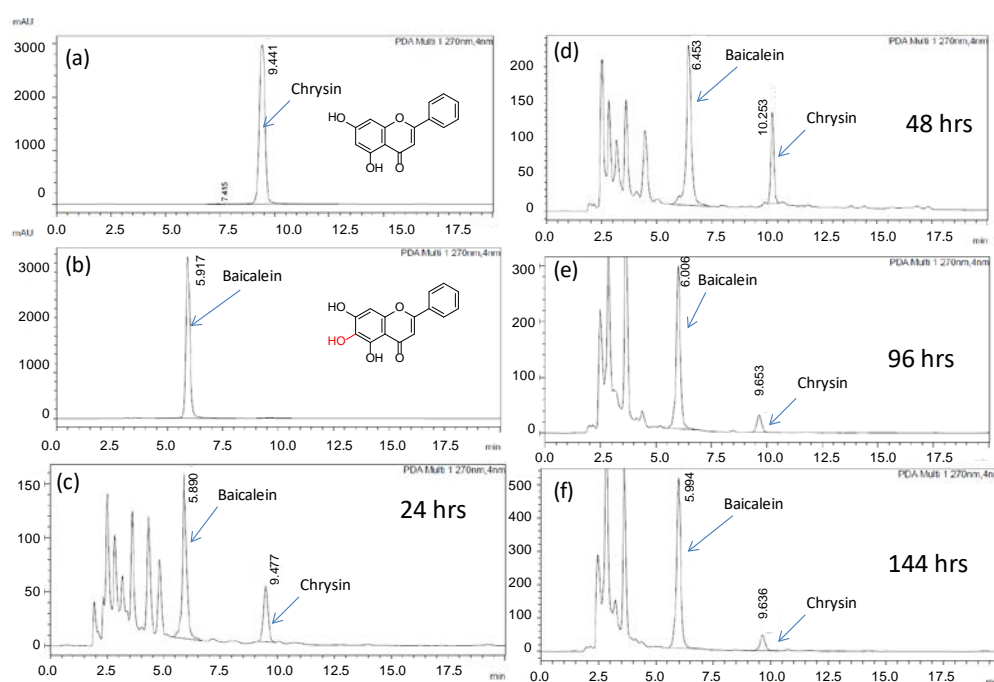 mAU
PDA Multi 1 270nm,4nm
(a)
3000
2000
1000
0
9.441
7.415
Chrysin
HO
O
OH
O
0.0 2.5 5.0 7.5 10.0 12.5 15.0 17.5
min
mAU
PDA Multi 1 270nm,4nm
(b)
3000
2000
1000
0
5.917
Baicalein
HO
O
HO
OH
O
0.0 2.5 5.0 7.5 10.0 12.5 15.0 17.5
min
PDA Multi 1 270nm,4nm
(c)
150
100
50
0
5.890
Baicalein
24 hrs
9.477
Chrysin
0.0 2.5 5.0 7.5 10.0 12.5 15.0 17.5
min
PDA Multi 1 270nm,4nm
(d)
200
150
100
50
0
6.453
Baicalein
10.253
Chrysin
48 hrs
0.0 2.5 5.0 7.5 10.0 12.5 15.0 17.5
min
PDA Multi 1 270nm,4nm
(e)
300
200
100
0
6.006
Baicalein
96 hrs
9.653
Chrysin
0.0 2.5 5.0 7.5 10.0 12.5 15.0 17.5
min
PDA Multi 1 270nm,4n
(f)
500
400
300
200
100
0
5.994
Baicalein
144 hrs
9.636
Chrysin
0.0 2.5 5.0 7.5 10.0 12.5 15.0 17.5